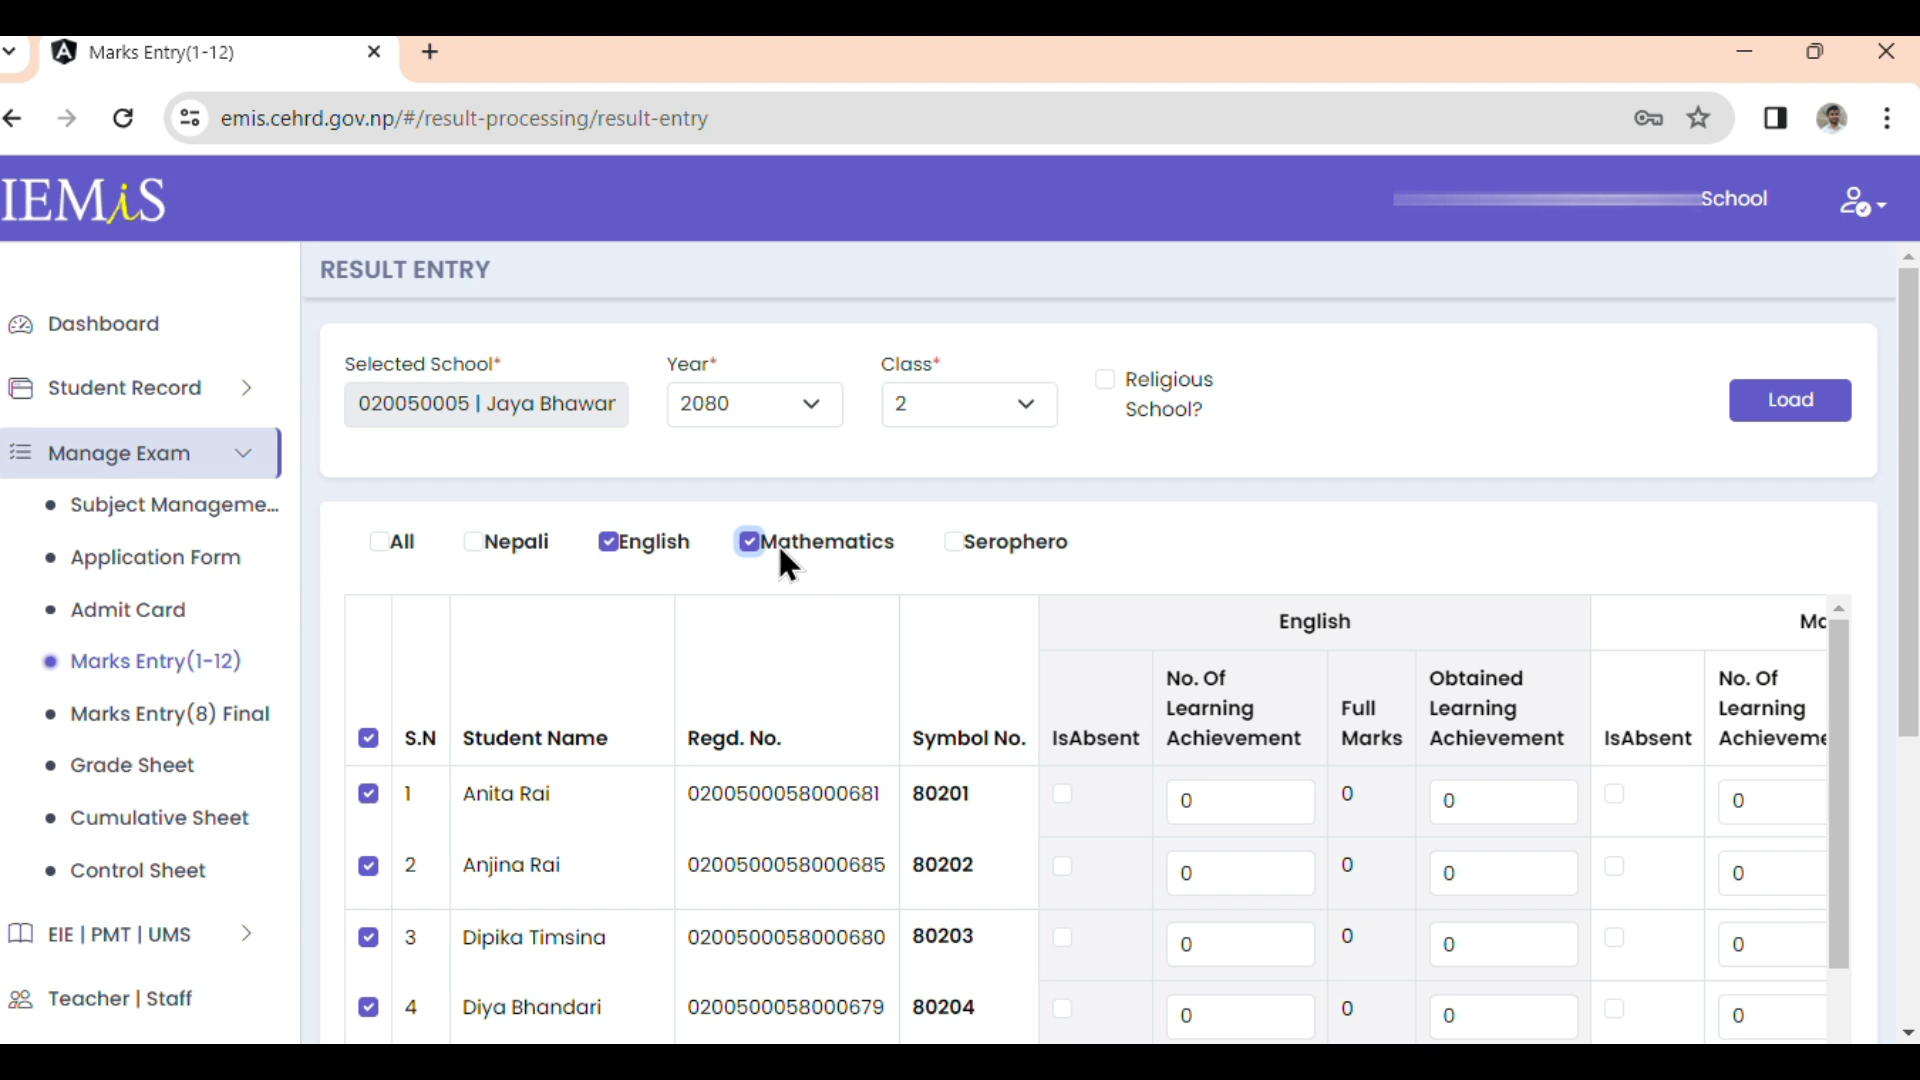 Marks Entry(1-12)
emis.cehrd.gov.np/#/result-processing/result-entry
IEMiS
School
RESULT ENTRY
Dashboard
Student Record
Manage Exam
Subject Manageme...
Application Form
Admit Card
Marks Entry(1-12)
Marks Entry(8) Final
Grade Sheet
Cumulative Sheet
Control Sheet
EIE | PMT | UMS
Teacher | Staff
Selected School* Year* Class*
020050005 | Jaya Bhawar 2080 2
Religious
School?
Load
All Nepali English Mathematics Serophero
English Ma
S.N Student Name Regd. No. Symbol No. IsAbsent
No. Of
Learning
Achievement
Full
Marks
Obtained
Learning
Achievement
IsAbsent
No. Of
Learning
Achieveme
1 Anita Rai 0200500058000681 80201 0 0 0 0
2 Anjina Rai 0200500058000685 80202 0 0 0 0
3 Dipika Timsina 0200500058000680 80203 0 0 0 0
4 Diya Bhandari 0200500058000679 80204 0 0 0 0